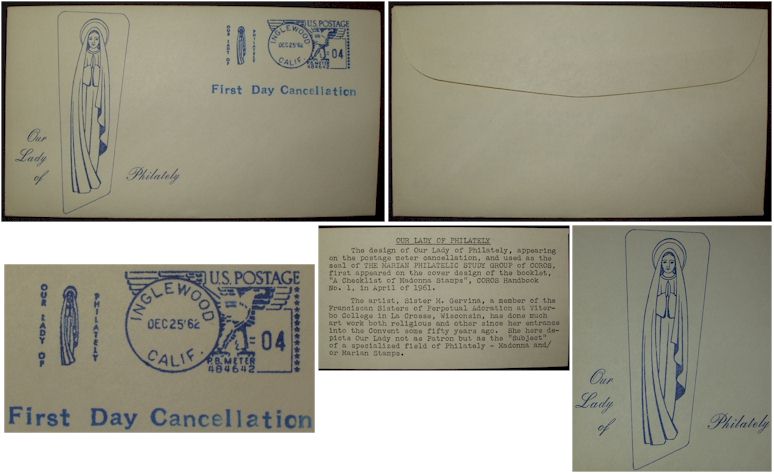 OUR LADY OF
PHILATELY
INGLEWOOD
DEC 25 '62
CALIF.
U.S. POSTAGE
04
P.B. METER
484642
First Day Cancellation
Our
Lady
of
Philately
OUR LADY OF
PHILATELY
INGLEWOOD
DEC 25 '62
CALIF.
U.S. POSTAGE
04
P.B. METER
484642
First Day Cancellation
OUR LADY OF PHILATELY
The design of Our Lady of Philately, appearing
on the postage meter cancellation, and used as the
seal of THE MARIAN PHILATELIC STUDY GROUP of COROS,
first appeared on the cover design of the booklet,
"A Checklist of Madonna Stamps", COROS Handbook
No. 1, in April of 1961.
The artist, Sister M. Gervina, a member of the
Franciscan Sisters of Perpetual Adoration at Viter-
bo College in La Crosse, Wisconsin, has done much
art work both religious and other since her entrance
into the Convent some fifty years ago. She here de-
picts Our Lady not as Patron but as the "Subject"
of a specialized field of Philately - Madonna and/
or Marian Stamps.
Our
Lady
of
Philately